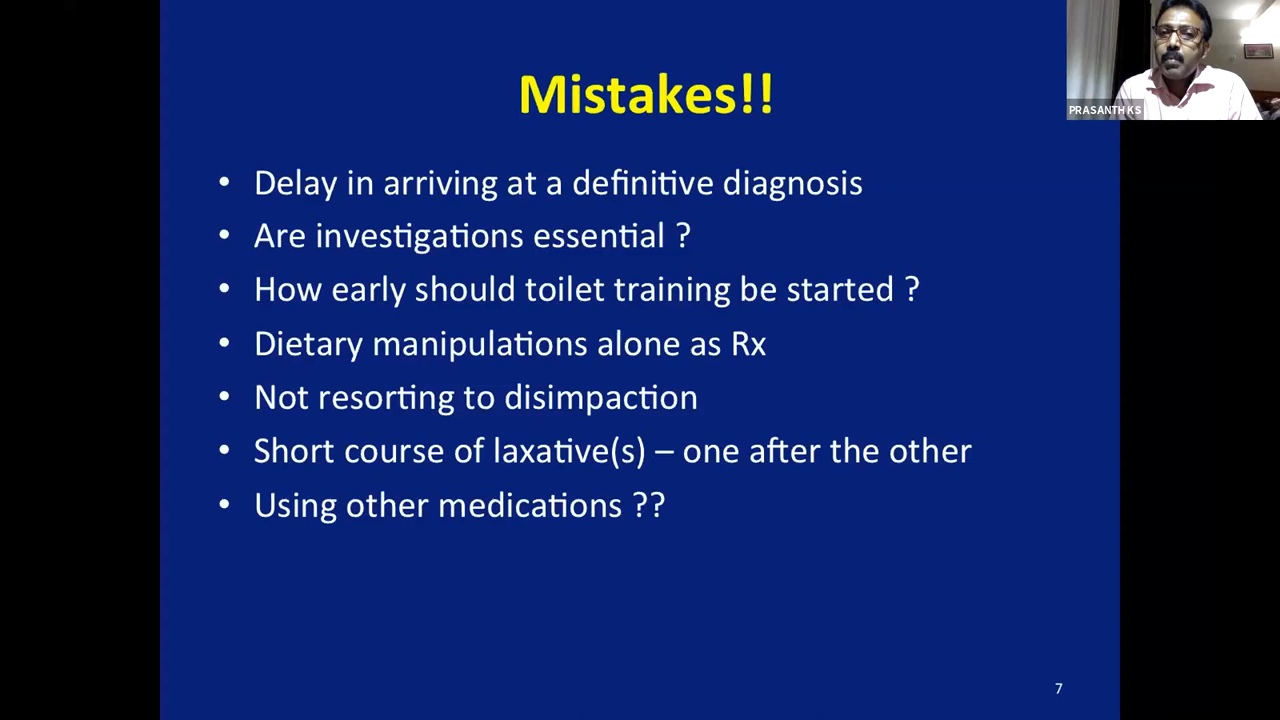 Mistakes!!
PRASANTH KS
• Delay in arriving at a definitive diagnosis
• Are investigations essential ?
• How early should toilet training be started ?
• Dietary manipulations alone as Rx
• Not resorting to disimpaction
• Short course of laxative(s) – one after the other
• Using other medications ??
7